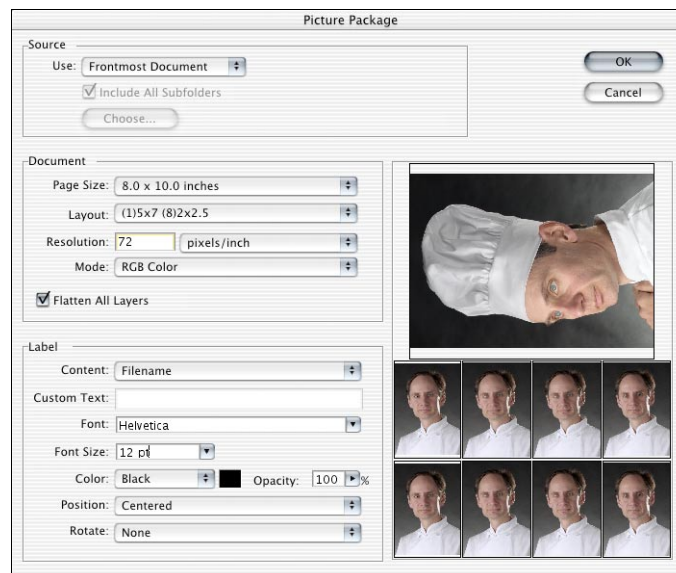 Picture Package
Source
Use: Frontmost Document
Include All Subfolders
Choose...
OK
Cancel
Document
Page Size: 8.0 x 10.0 inches
Layout: (1)5x7 (8)2x2.5
Resolution: 72 pixels/inch
Mode: RGB Color
Flatten All Layers
Label
Content: Filename
Custom Text:
Font: Helvetica
Font Size: 12 pt
Color: Black Opacity: 100 %
Position: Centered
Rotate: None